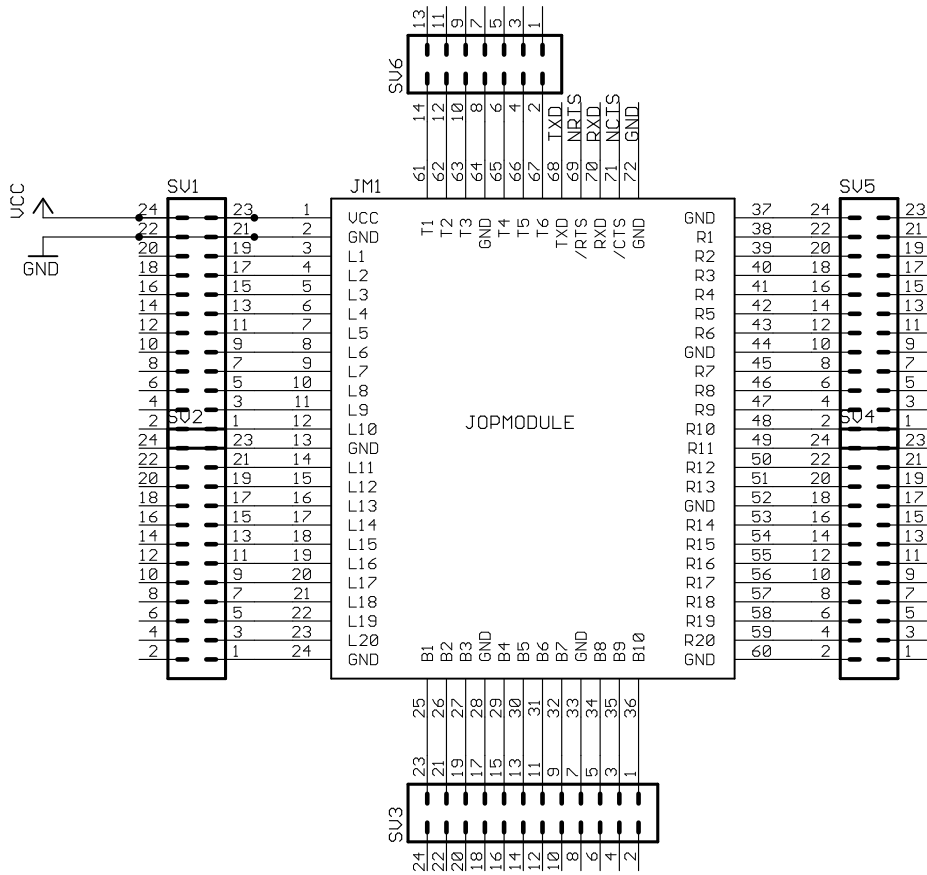 13 11 9 7 5 3 1
SV6
14 12 10 8 6 4 2
TXD NRTS RXD NCTS GND
61 62 63 64 65 66 67 68 69 70 71 72
VCC
SV1 JM1 SV5
T1 T2 T3 GND T4 T5 T6 TXD /RTS RXD /CTS GND
24 23 1 VCC GND 37 24 23
22 21 2 GND R1 38 22 21
GND
20 19 3 L1 R2 39 20 19
18 17 4 L2 R3 40 18 17
16 15 5 L3 R4 41 16 15
14 13 6 L4 R5 42 14 13
12 11 7 L5 R6 43 12 11
10 9 8 L6 GND 44 10 9
8 7 9 L7 R7 45 8 7
6 5 10 L8 R8 46 6 5
4 3 11 L9 R9 47 4 3
SV2 JOPMODULE SV4
2 1 12 L10 R10 48 2 1
24 23 13 GND R11 49 24 23
22 21 14 L11 R12 50 22 21
20 19 15 L12 R13 51 20 19
18 17 16 L13 GND 52 18 17
16 15 17 L14 R14 53 16 15
14 13 18 L15 R15 54 14 13
12 11 19 L16 R16 55 12 11
10 9 20 L17 R17 56 10 9
8 7 21 L18 R18 57 8 7
6 5 22 L19 R19 58 6 5
4 3 23 L20 R20 59 4 3
2 1 24 GND GND 60 2 1
B1 B2 B3 GND B4 B5 B6 B7 GND B8 B9 B10
25 26 27 28 29 30 31 32 33 34 35 36
23 21 19 17 15 13 11 9 7 5 3 1
SV3
24 22 20 18 16 14 12 10 8 6 4 2